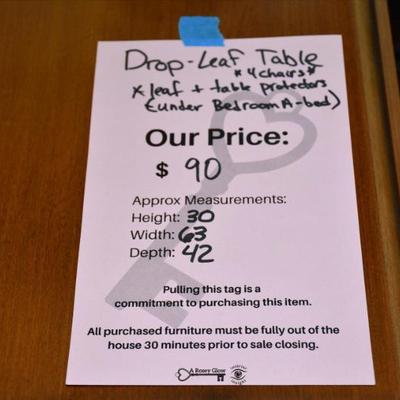 Drop-Leaf Table
*4chairs*
* leaf + table protectors
(under Bedroom A-bed)
Our Price:
$ 90
Approx Measurements:
Height: 30
Width: 63
Depth: 42
Pulling this tag is a
commitment to purchasing this item.
All purchased furniture must be fully out of the
house 30 minutes prior to sale closing.
A Rosey Glow